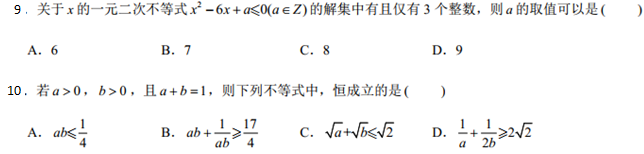 9．关于x的一元二次不等式x²－6x＋a≤0(a∈Z)的解集中有且仅有3个整数，则a的取值可以是( )
A．6 B．7 C．8 D．9
10．若a＞0，b＞0，且a＋b＝1，则下列不等式中，恒成立的是( )
A．ab≤1/4 B．ab＋1/ab≥17/4 C．√a＋√b≤√2 D．1/a＋1/2b≥2√2